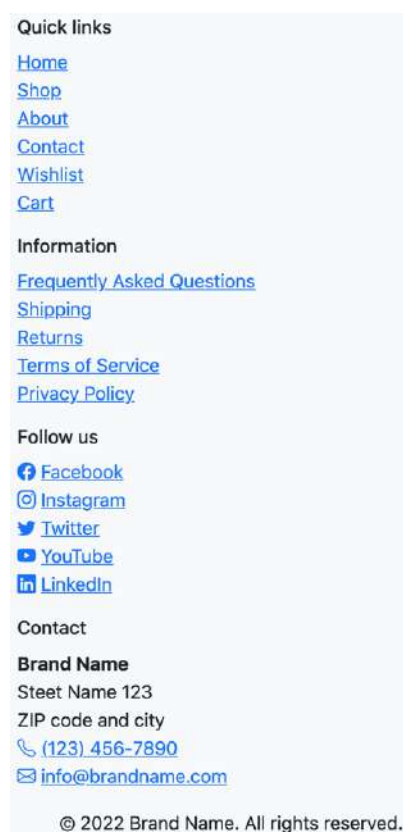 Quick links
Home
Shop
About
Contact
Wishlist
Cart
Information
Frequently Asked Questions
Shipping
Returns
Terms of Service
Privacy Policy
Follow us
Facebook
Instagram
Twitter
YouTube
LinkedIn
Contact
Brand Name
Steet Name 123
ZIP code and city
(123) 456-7890
info@brandname.com
© 2022 Brand Name. All rights reserved.